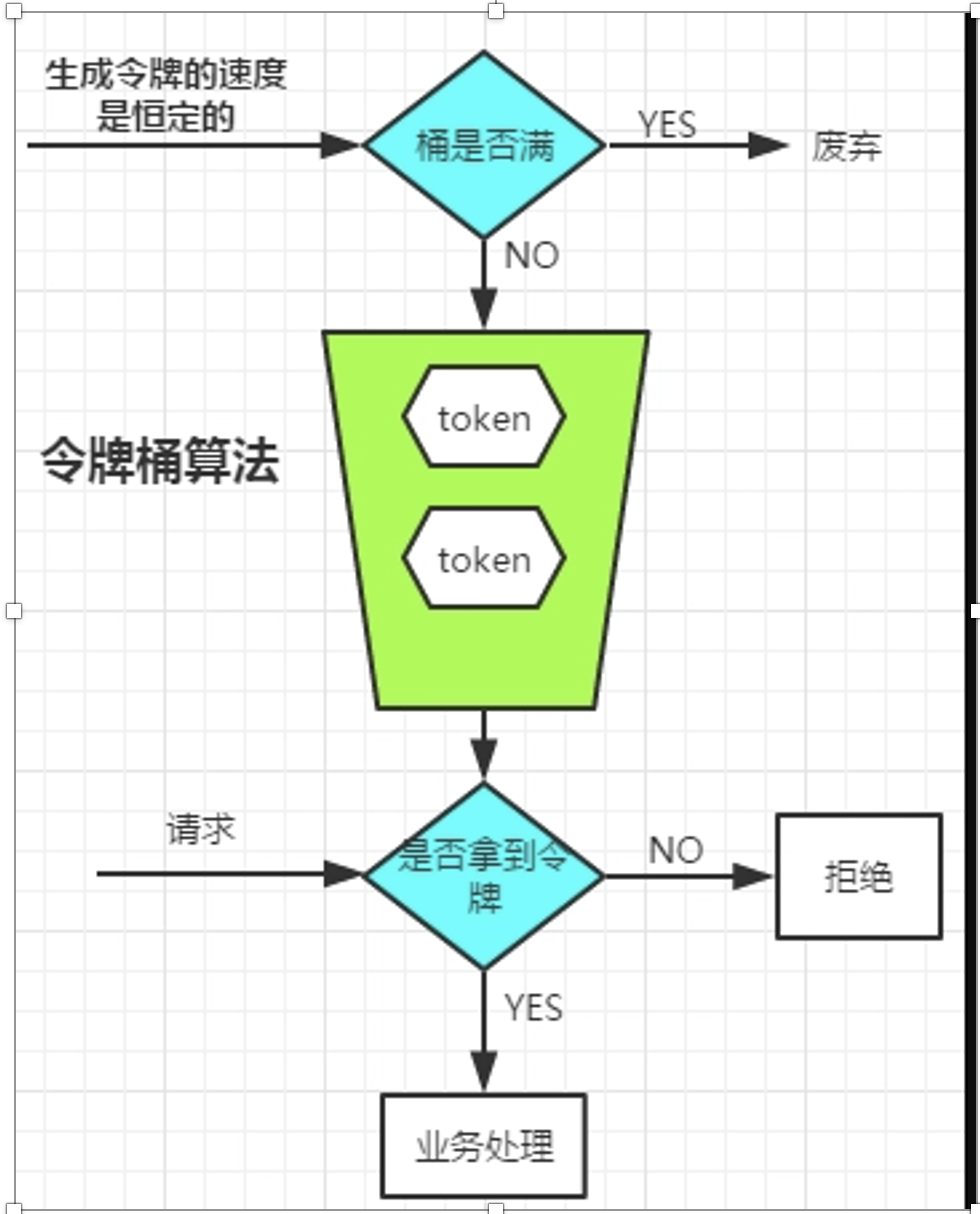 生成令牌的速度
是恒定的
桶是否满
YES
废弃
NO
token
令牌桶算法
token
请求
是否拿到令
牌
NO
拒绝
YES
业务处理